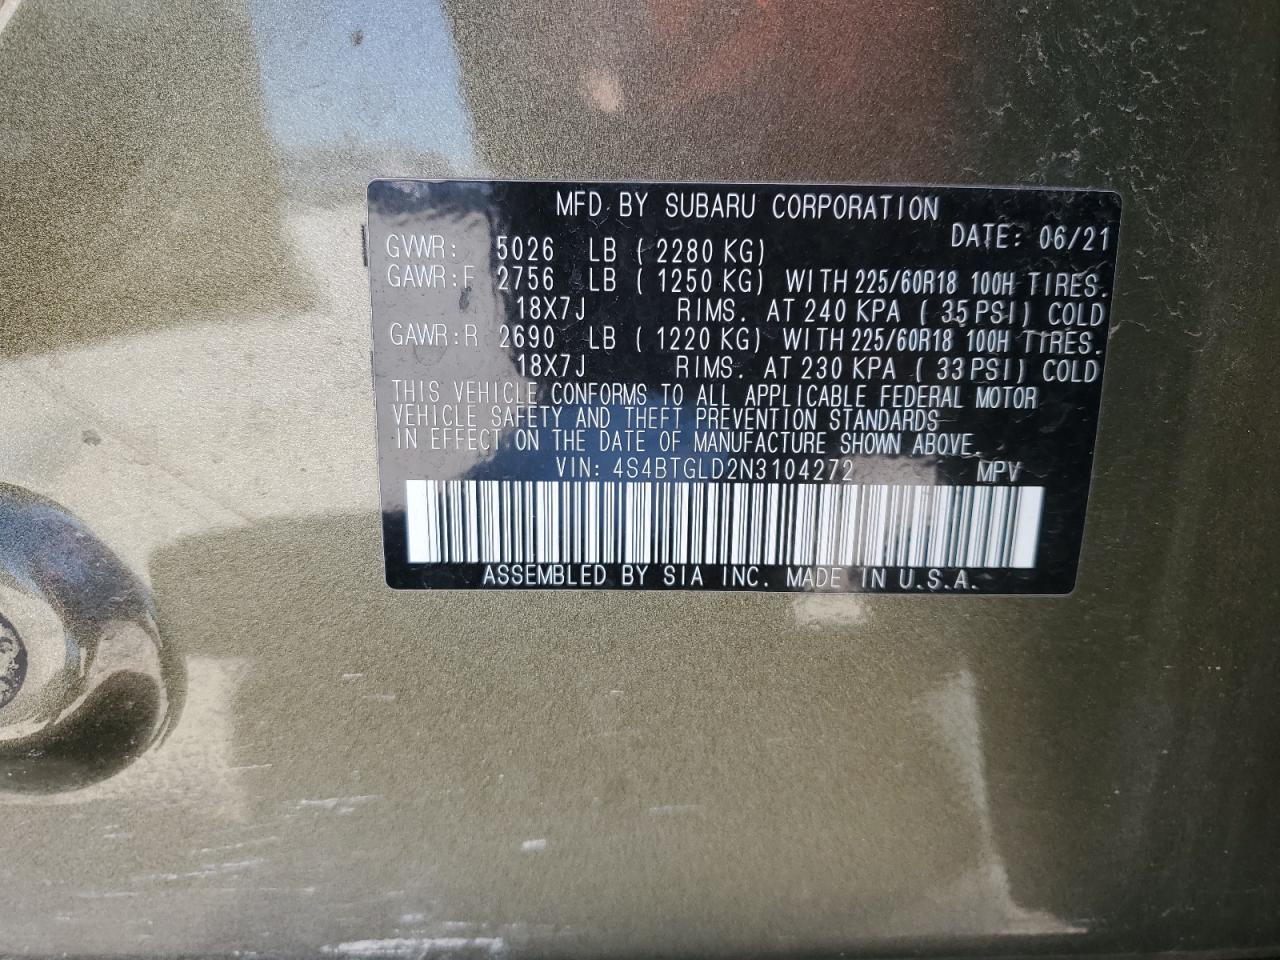 MFD BY SUBARU CORPORATION
DATE: 06/21
GVWR: 5026 LB ( 2280 KG)
GAWR:F 2756 LB ( 1250 KG) WITH 225/60R18 100H TIRES.
18X7J RIMS. AT 240 KPA ( 35 PSI) COLD
GAWR:R 2690 LB ( 1220 KG) WITH 225/60R18 100H TIRES.
18X7J RIMS. AT 230 KPA ( 33 PSI) COLD
THIS VEHICLE CONFORMS TO ALL APPLICABLE FEDERAL MOTOR
VEHICLE SAFETY AND THEFT PREVENTION STANDARDS
IN EFFECT ON THE DATE OF MANUFACTURE SHOWN ABOVE.
VIN: 4S4BTGLD2N3104272 MPV
ASSEMBLED BY SIA INC. MADE IN U.S.A.